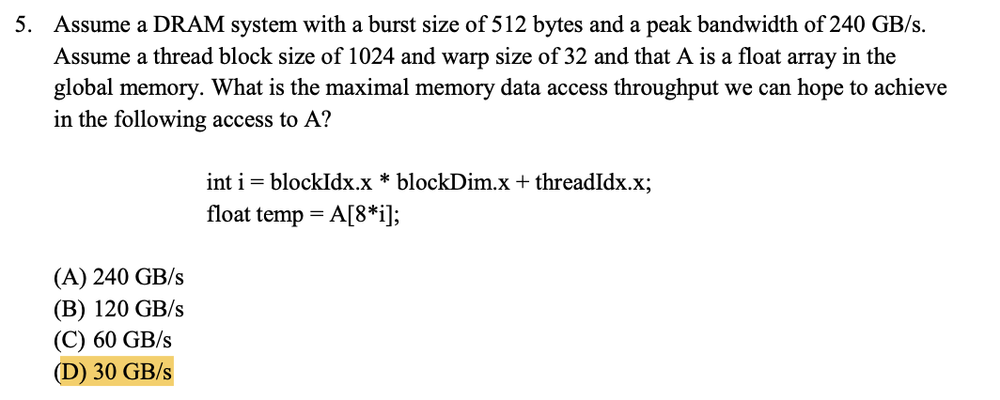 5. Assume a DRAM system with a burst size of 512 bytes and a peak bandwidth of 240 GB/s.
Assume a thread block size of 1024 and warp size of 32 and that A is a float array in the
global memory. What is the maximal memory data access throughput we can hope to achieve
in the following access to A?
int i = blockIdx.x * blockDim.x + threadIdx.x;
float temp = A[8*i];
(A) 240 GB/s
(B) 120 GB/s
(C) 60 GB/s
(D) 30 GB/s